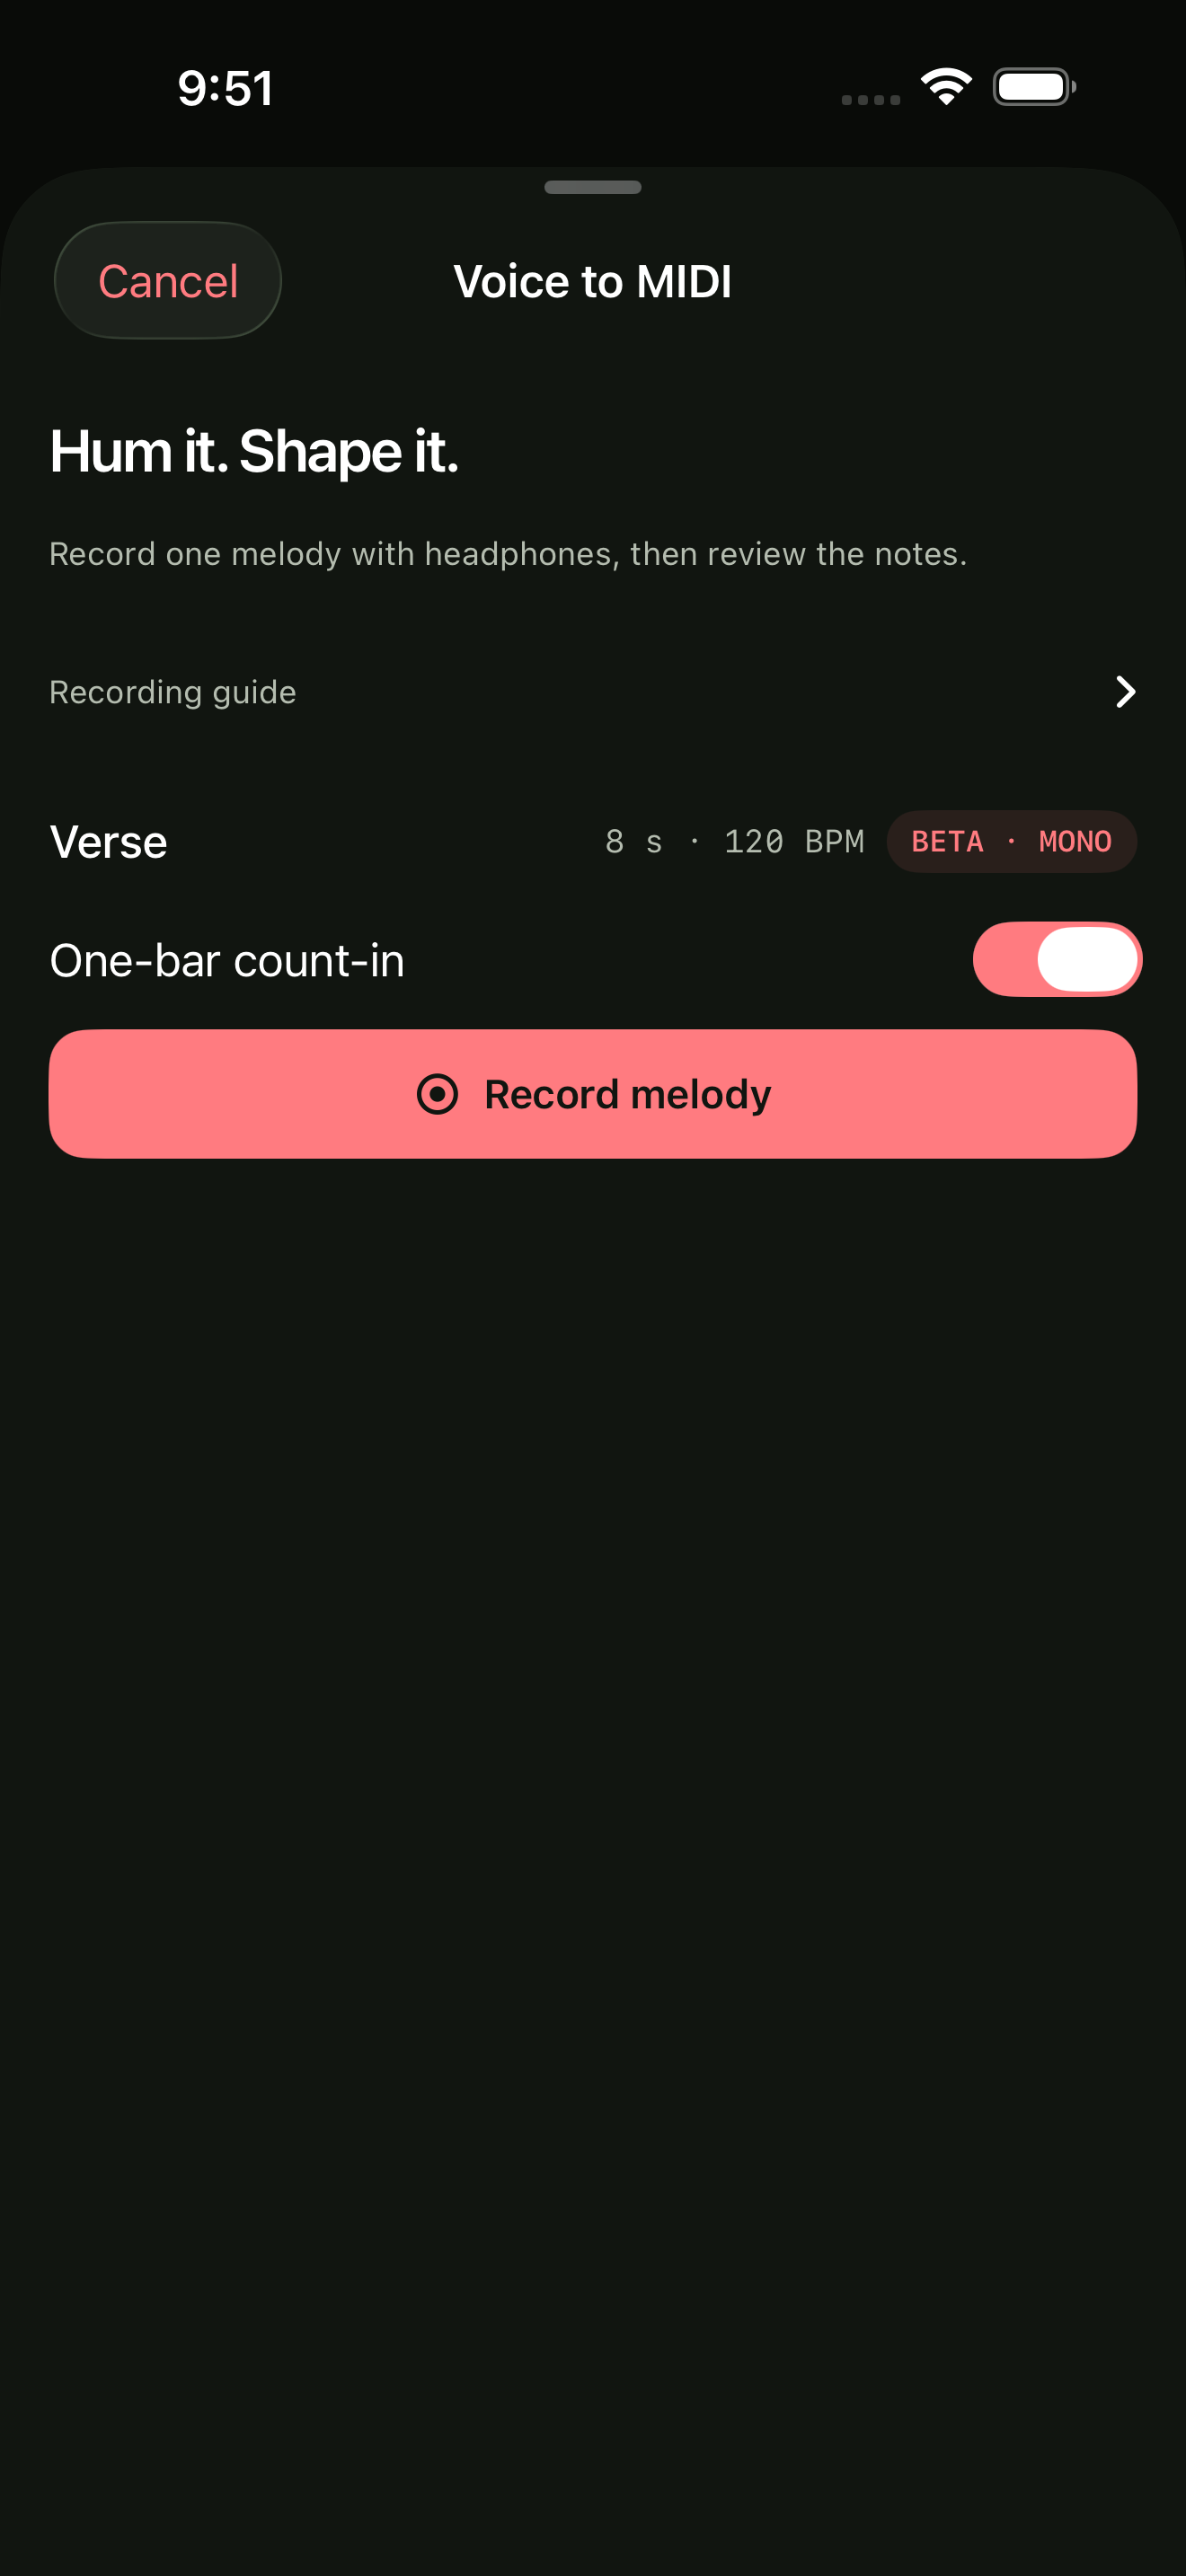 9:51
Cancel
Voice to MIDI
Hum it. Shape it.
Record one melody with headphones, then review the notes.
Recording guide
Verse
8 s · 120 BPM
BETA · MONO
One-bar count-in
Record melody